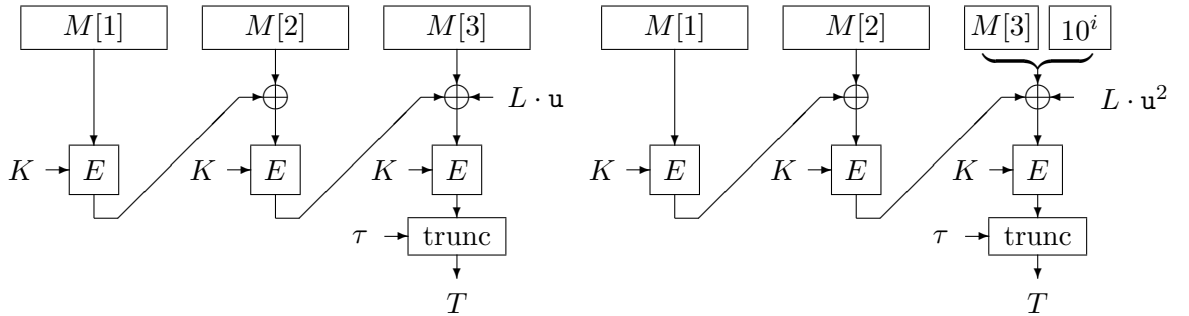 M[1] M[2] M[3] M[1] M[2] M[3] 10^i
L · u L · u^2
K E K E K E K E K E K E
τ trunc τ trunc
T T